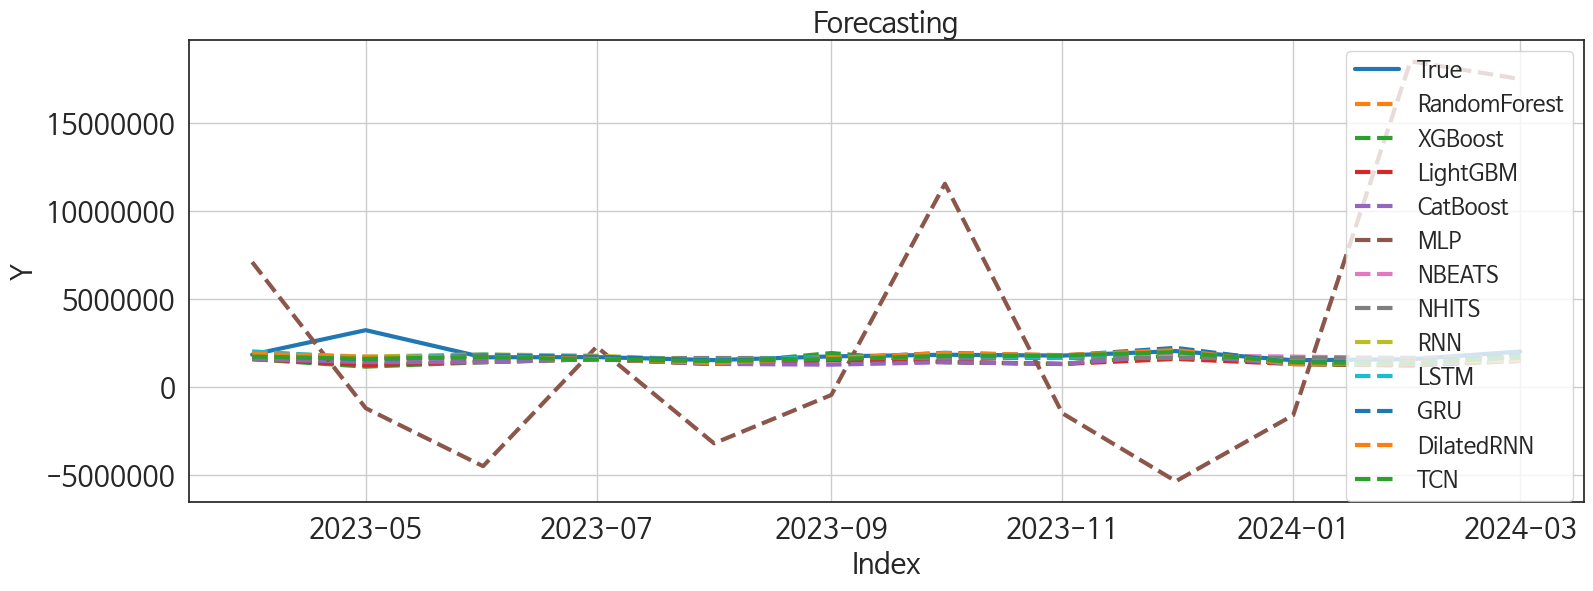 Forecasting
Y
15000000
10000000
5000000
0
−5000000
2023-05
2023-07
2023-09
2023-11
2024-01
2024-03
Index
True
RandomForest
XGBoost
LightGBM
CatBoost
MLP
NBEATS
NHITS
RNN
LSTM
GRU
DilatedRNN
TCN